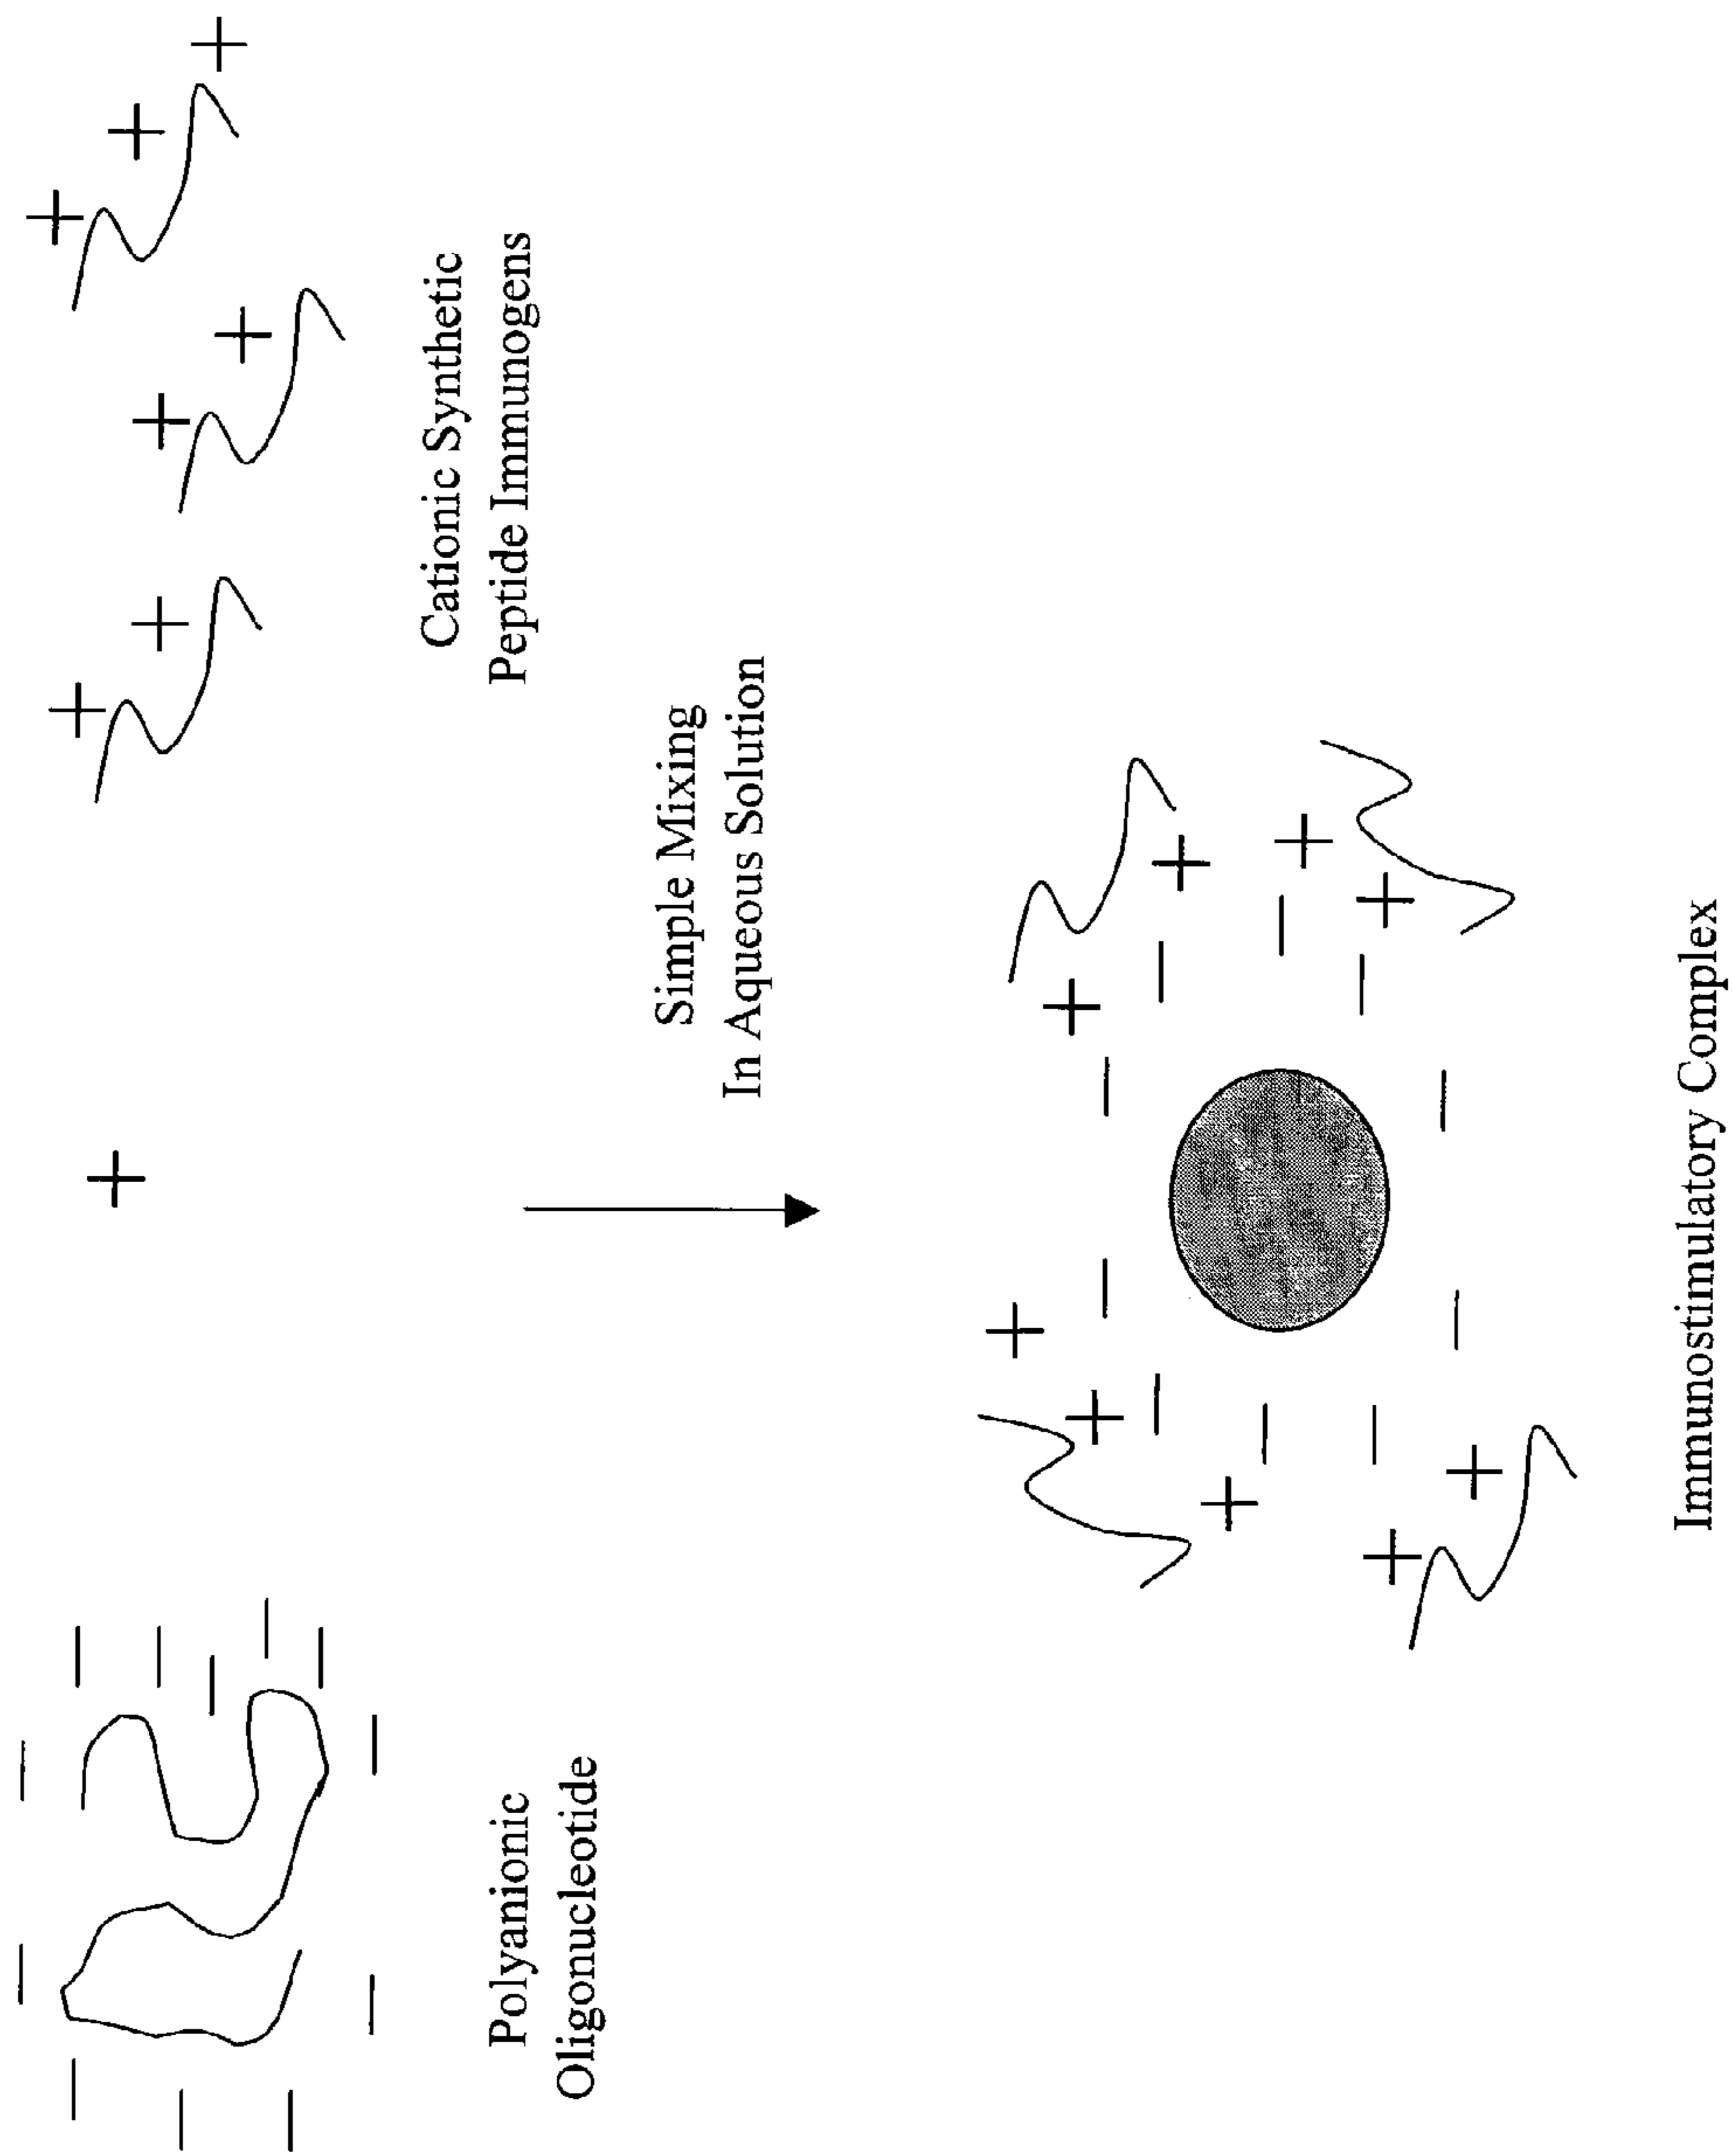 Polyanionic
Oligonucleotide
+
Cationic Synthetic
Peptide Immunogens
Simple Mixing
In Aqueous Solution
Immunostimulatory Complex